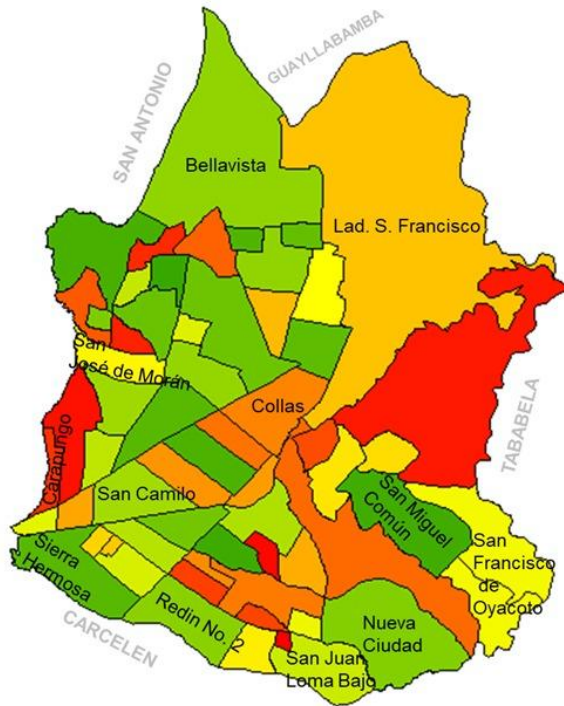 GUAYLLABAMBA
SAN ANTONIO
Bellavista
Lad. S. Francisco
San
José de Morán
Collas
TABABELA
Carapungo
San Camilo
San Miguel
Común
San
Francisco
de
Oyacoto
Sierra
Hermosa
Redin No. 2
Nueva
Ciudad
CARCELEN
San Juan
Loma Bajo